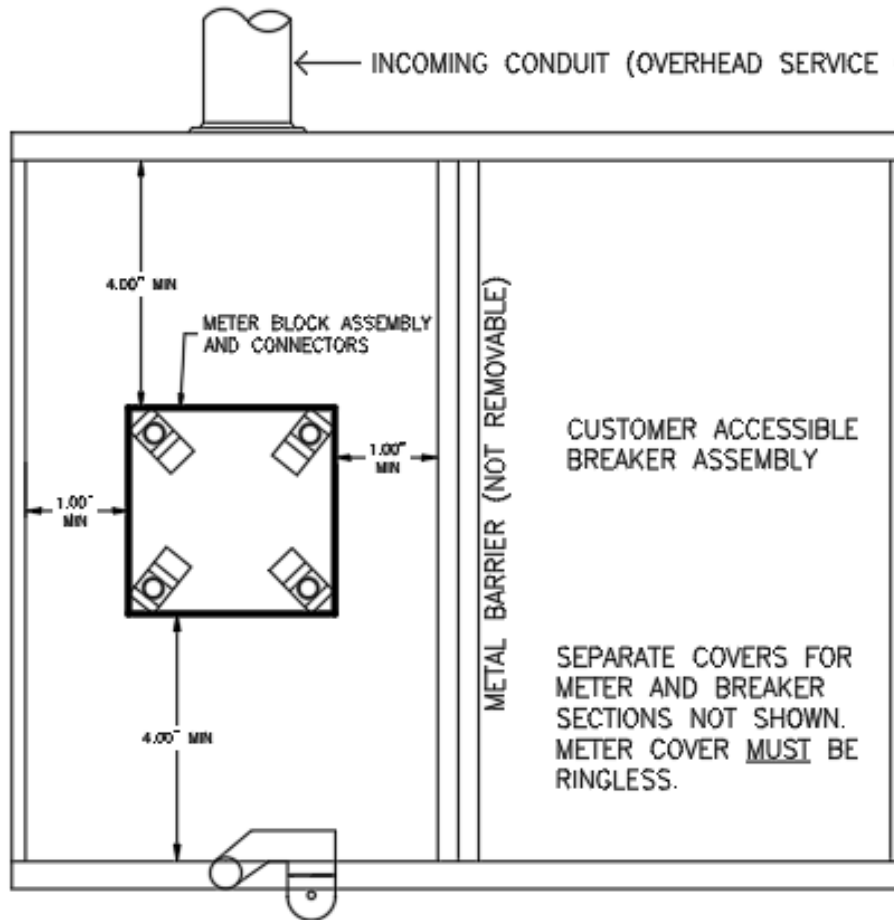 INCOMING CONDUIT (OVERHEAD SERVICE
4.00" MIN
METER BLOCK ASSEMBLY
AND CONNECTORS
1.00"
MIN
1.00"
MIN
4.00" MIN
METAL BARRIER (NOT REMOVABLE)
CUSTOMER ACCESSIBLE
BREAKER ASSEMBLY
SEPARATE COVERS FOR
METER AND BREAKER
SECTIONS NOT SHOWN.
METER COVER MUST BE
RINGLESS.